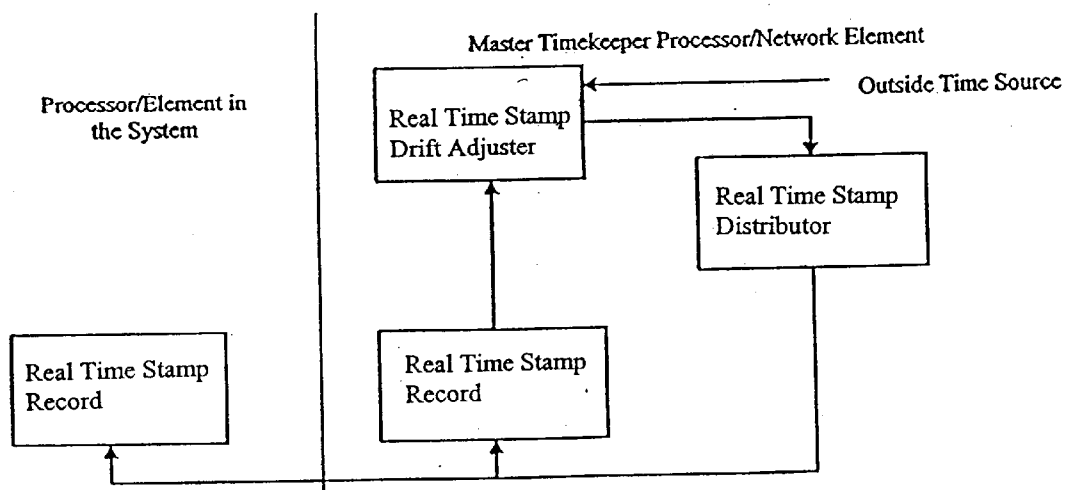 Master Timekeeper Processor/Network Element
Outside Time Source
Processor/Element in
the System
Real Time Stamp
Drift Adjuster
Real Time Stamp
Distributor
Real Time Stamp
Record
Real Time Stamp
Record